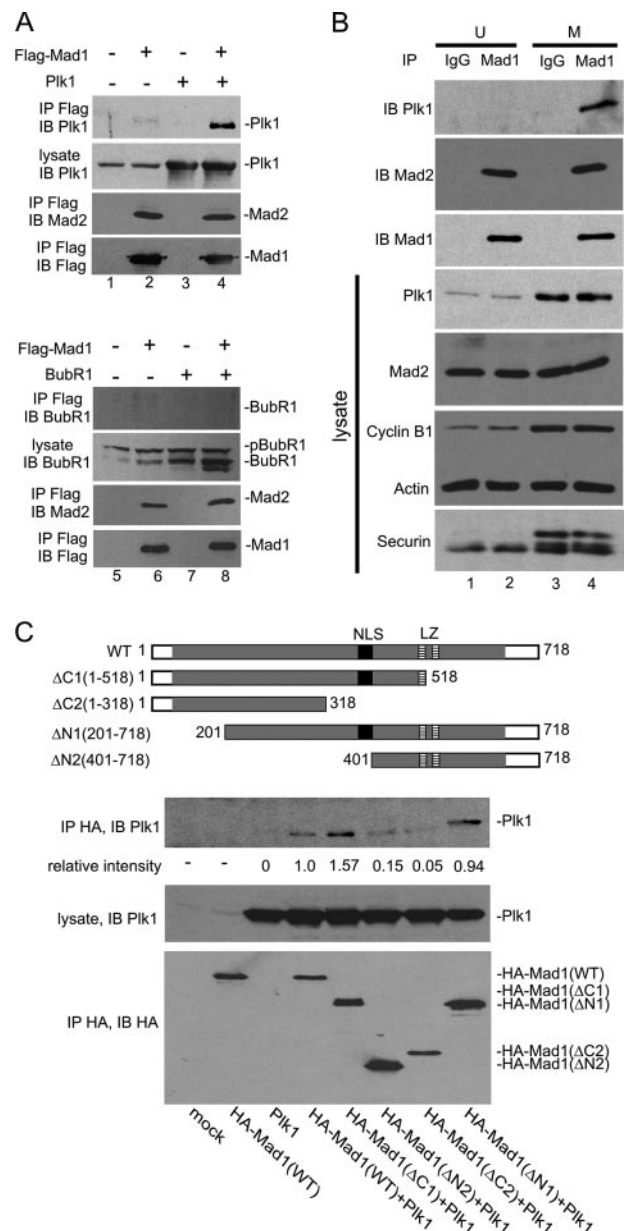 A
Flag-Mad1 - + - +
Plk1 - - + +
IP Flag
IB Plk1
-Plk1
lysate
IB Plk1
-Plk1
IP Flag
IB Mad2
-Mad2
IP Flag
IB Flag
-Mad1
1 2 3 4
Flag-Mad1 - + - +
BubR1 - - + +
IP Flag
IB BubR1
-BubR1
lysate
IB BubR1
-pBubR1
-BubR1
IP Flag
IB Mad2
-Mad2
IP Flag
IB Flag
-Mad1
5 6 7 8
B
U M
IP IgG Mad1 IgG Mad1
IB Plk1
IB Mad2
IB Mad1
lysate
Plk1
Mad2
Cyclin B1
Actin
Securin
1 2 3 4
C
NLS LZ
WT 1 718
ΔC1(1-518) 1 518
ΔC2(1-318) 1 318
ΔN1(201-718) 201 718
ΔN2(401-718) 401 718
IP HA, IB Plk1 -Plk1
relative intensity - - 0 1.0 1.57 0.15 0.05 0.94
lysate, IB Plk1 -Plk1
IP HA, IB HA
-HA-Mad1(WT)
-HA-Mad1(ΔC1)
-HA-Mad1(ΔN1)
-HA-Mad1(ΔC2)
-HA-Mad1(ΔN2)
mock
HA-Mad1(WT)
Plk1
HA-Mad1(WT)+Plk1
HA-Mad1(ΔC1)+Plk1
HA-Mad1(ΔN2)+Plk1
HA-Mad1(ΔC2)+Plk1
HA-Mad1(ΔN1)+Plk1